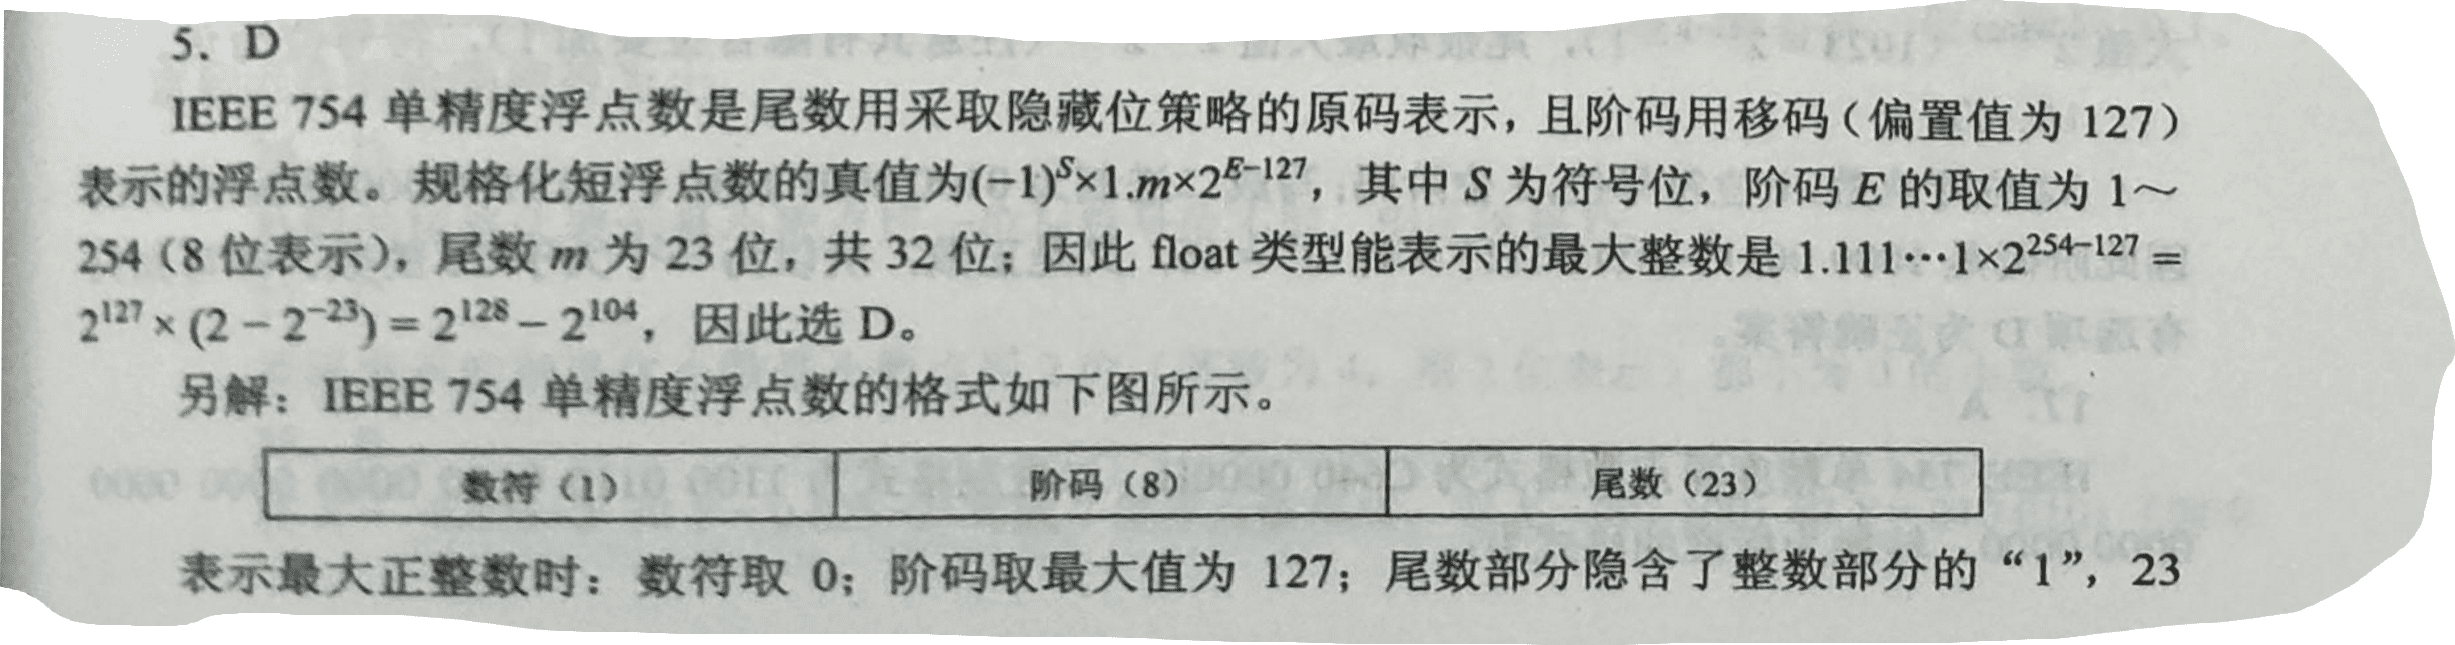 5. D
IEEE 754 单精度浮点数是尾数用采取隐藏位策略的原码表示，且阶码用移码（偏置值为 127）
表示的浮点数。规格化短浮点数的真值为(−1)^S×1.m×2^{E−127}，其中 S 为符号位，阶码 E 的取值为 1～
254（8 位表示），尾数 m 为 23 位，共 32 位；因此 float 类型能表示的最大整数是 1.111⋯1×2^{254−127} =
2^{127} × (2 − 2^{−23}) = 2^{128} − 2^{104}，因此选 D。
另解：IEEE 754 单精度浮点数的格式如下图所示。
数符（1） 阶码（8） 尾数（23）
表示最大正整数时：数符取 0；阶码取最大值为 127；尾数部分隐含了整数部分的“1”，23